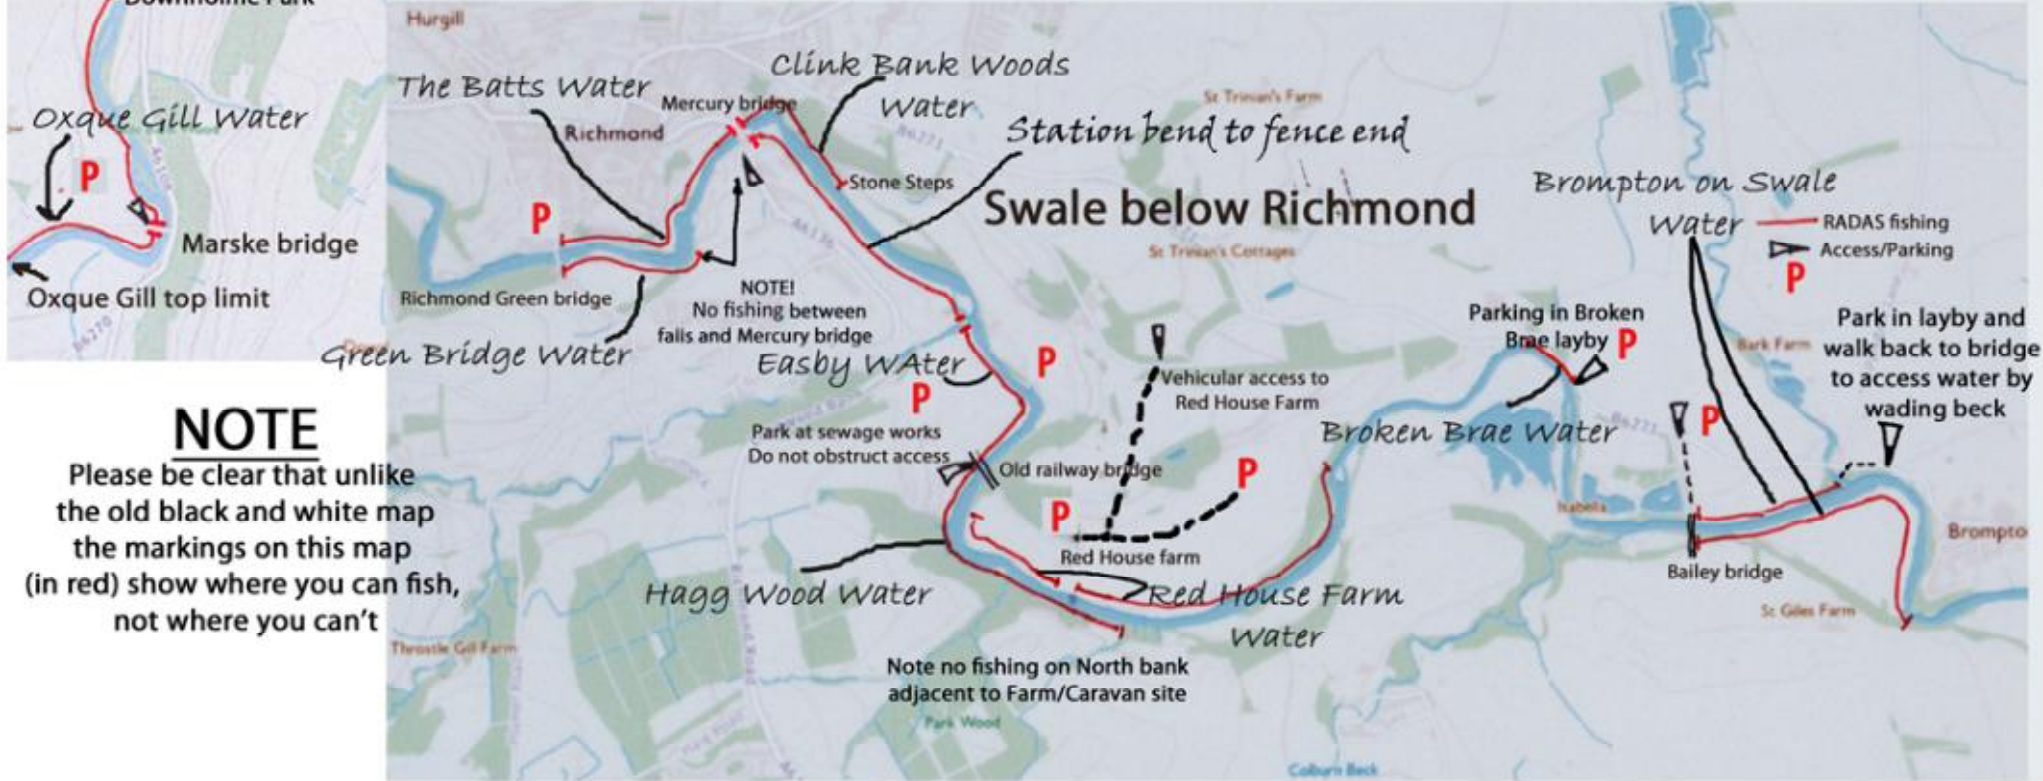 Hurgill
Oxque Gill Water
P
Marske bridge
Oxque Gill top limit
A6270
A6108
The Batts Water
Richmond
Mercury bridge
Clink Bank Woods
Water
A6271
St Trinian's Farm
Station bend to fence end
Stone Steps
Swale below Richmond
St Trinian's Cottages
A6136
P
Richmond Green bridge
NOTE!
No fishing between
falls and Mercury bridge
Green Bridge Water
Easby WAter
P
P
Park at sewage works
Do not obstruct access
Old railway bridge
Vehicular access to
Red House Farm
P
P
Red House farm
Hagg Wood Water
Red House Farm
Water
Note no fishing on North bank
adjacent to Farm/Caravan site
Park Wood
Colburn Beck
Throstle Gill Farm
Brompton on Swale
Water
RADAS fishing
Access/Parking
P
Parking in Broken
Brae layby
P
Broken Brae Water
B6271
P
Bark Farm
Park in layby and
walk back to bridge
to access water by
wading beck
Isabella
Bailey bridge
St Giles Farm
Brompto
NOTE
Please be clear that unlike
the old black and white map
the markings on this map
(in red) show where you can fish,
not where you can't